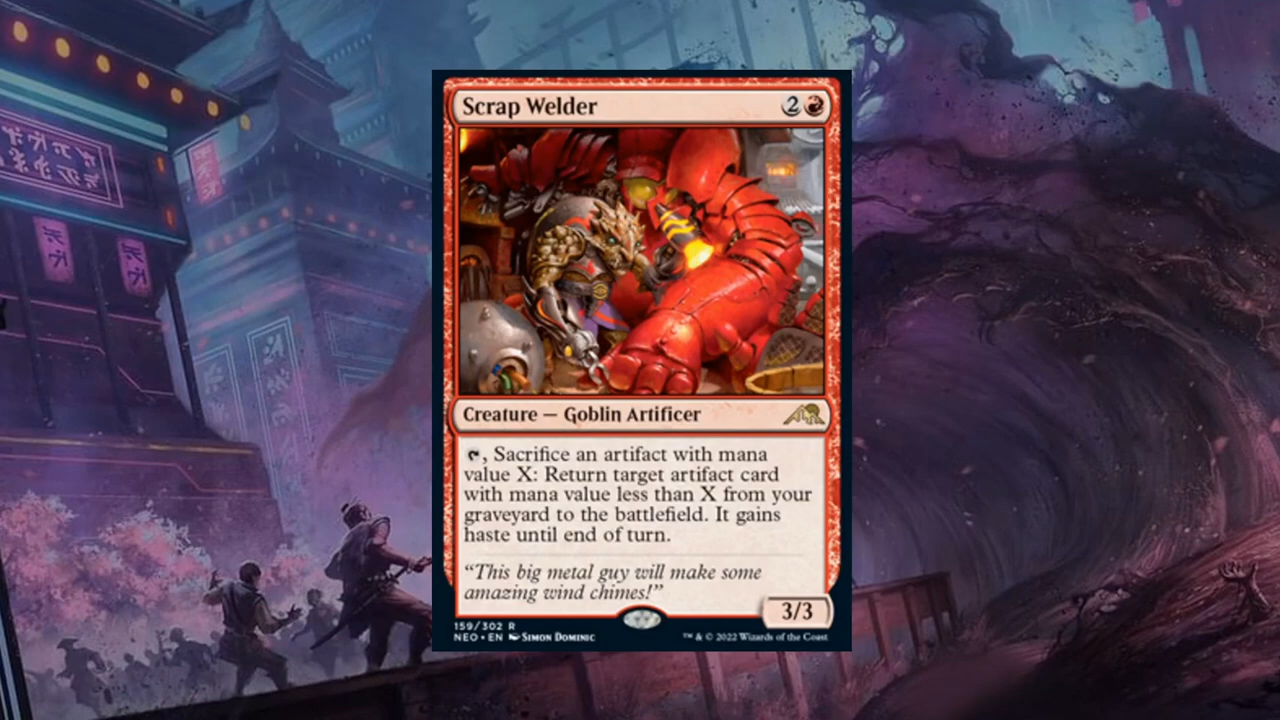 Scrap Welder 2
Creature — Goblin Artificer
, Sacrifice an artifact with mana
value X: Return target artifact card
with mana value less than X from your
graveyard to the battlefield. It gains
haste until end of turn.
“This big metal guy will make some
amazing wind chimes!”
3/3
159/302 R
NEO • EN SIMON DOMINIC
™ & © 2022 Wizards of the Coast